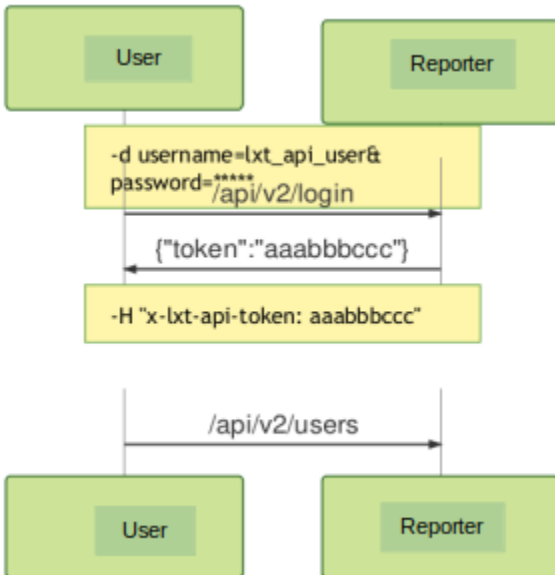 User
Reporter
-d username=lxt_api_user&
password=*****
/api/v2/login
{"token":"aaabbbccc"}
-H "x-lxt-api-token: aaabbbccc"
/api/v2/users
User
Reporter